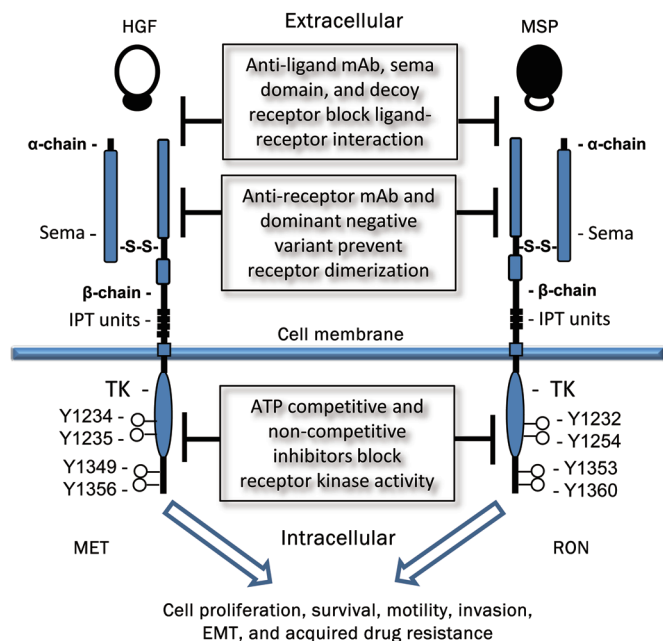 Extracellular
HGF
MSP
Anti-ligand mAb, sema
domain, and decoy
receptor block ligand-
receptor interaction
α-chain -
- α-chain
Anti-receptor mAb and
dominant negative
variant prevent
receptor dimerization
Sema -
-S-S-
-S-S-
- Sema
β-chain -
- β-chain
IPT units -
- IPT units
Cell membrane
TK -
- TK
ATP competitive and
non-competitive
inhibitors block
receptor kinase activity
Y1234 -
Y1235 -
- Y1232
- Y1254
Y1349 -
Y1356 -
- Y1353
- Y1360
Intracellular
MET
RON
Cell proliferation, survival, motility, invasion,
EMT, and acquired drug resistance